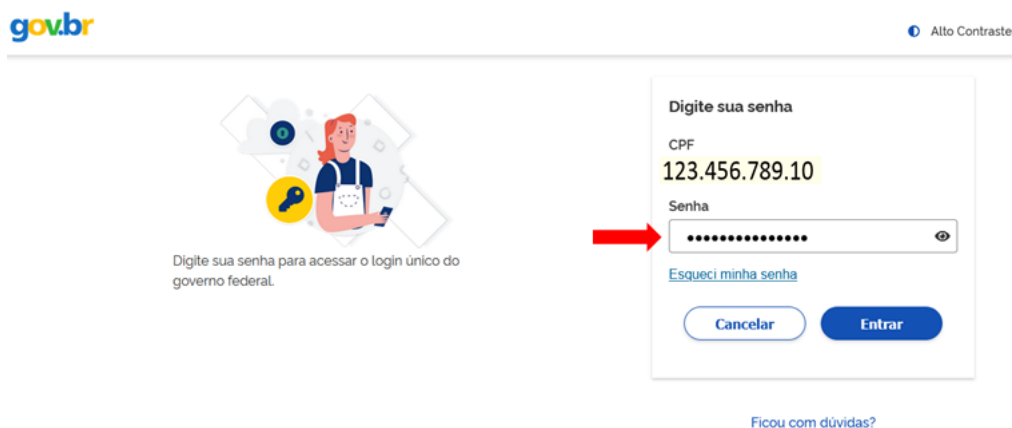 gov.br
Alto Contraste
Digite sua senha para acessar o login único do
governo federal.
Digite sua senha
CPF
123.456.789.10
Senha
•••••••••••••••
Esqueci minha senha
Cancelar
Entrar
Ficou com dúvidas?